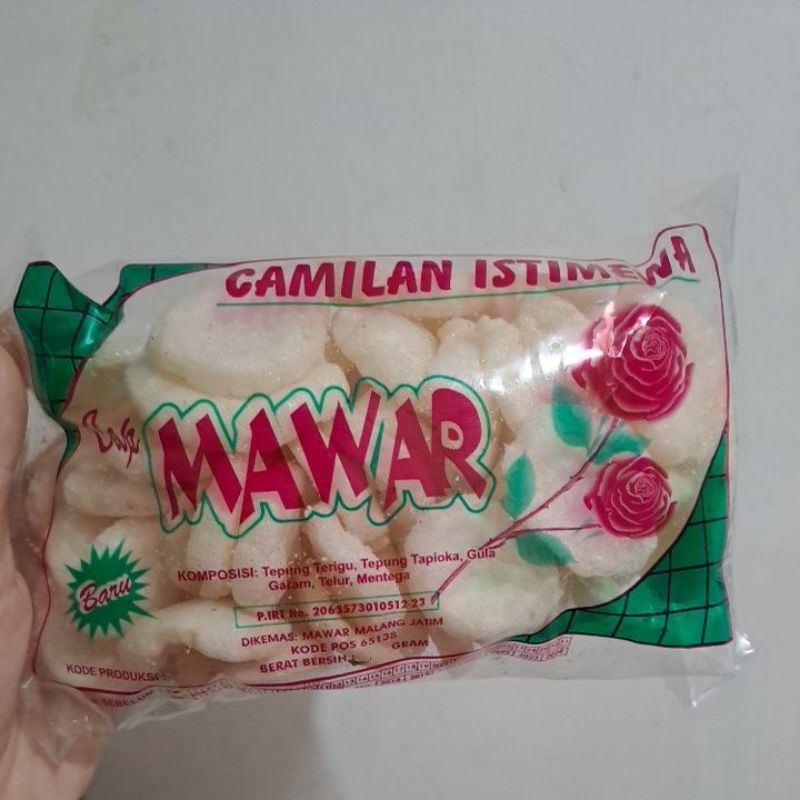 CAMILAN ISTIMEWA
MAWAR
Baru
KOMPOSISI: Tepung Terigu, Tepung Tapioka, Gula
Garam, Telur, Mentega
P.IRT No. 2063573010512-23
DIKEMAS: MAWAR MALANG JATIM
KODE POS 65138
BERAT BERSIH GRAM
KODE PRODUKSI :
SEBELUM